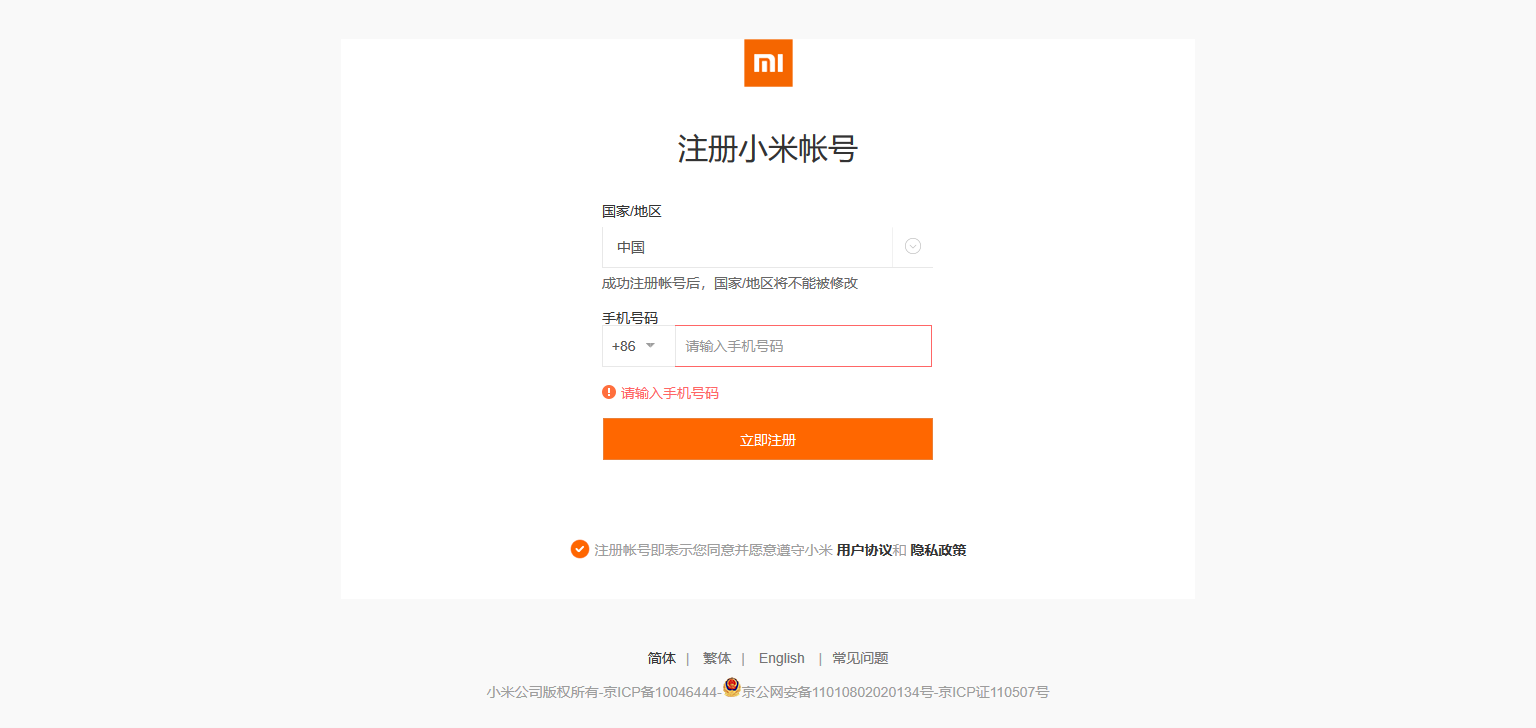 mi
注册小米帐号
国家/地区
中国
成功注册帐号后，国家/地区将不能被修改
手机号码
+86 请输入手机号码
请输入手机号码
立即注册
注册帐号即表示您同意并愿意遵守小米 用户协议和 隐私政策
简体 | 繁体 | English | 常见问题
小米公司版权所有-京ICP备10046444-京公网安备11010802020134号-京ICP证110507号